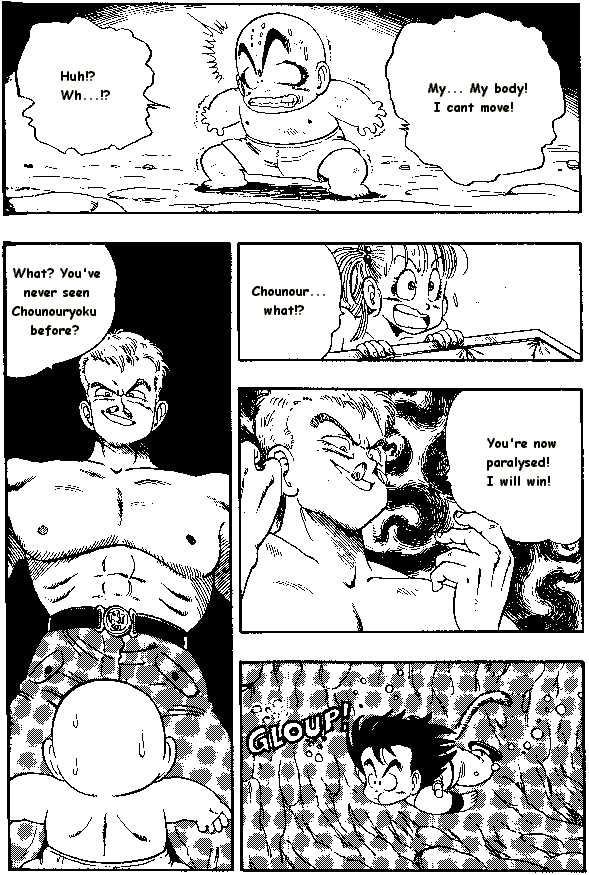 Huh!?
Wh...!?
My... My body!
I cant move!
What? You've
never seen
Chounouryoku
before?
Chounour...
what!?
You're now
paralysed!
I will win!
GLOUP!